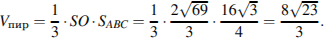 V_пир = 1/3 · SO · S_ABC = 1/3 · 2√69/3 · 16√3/4 = 8√23/3.